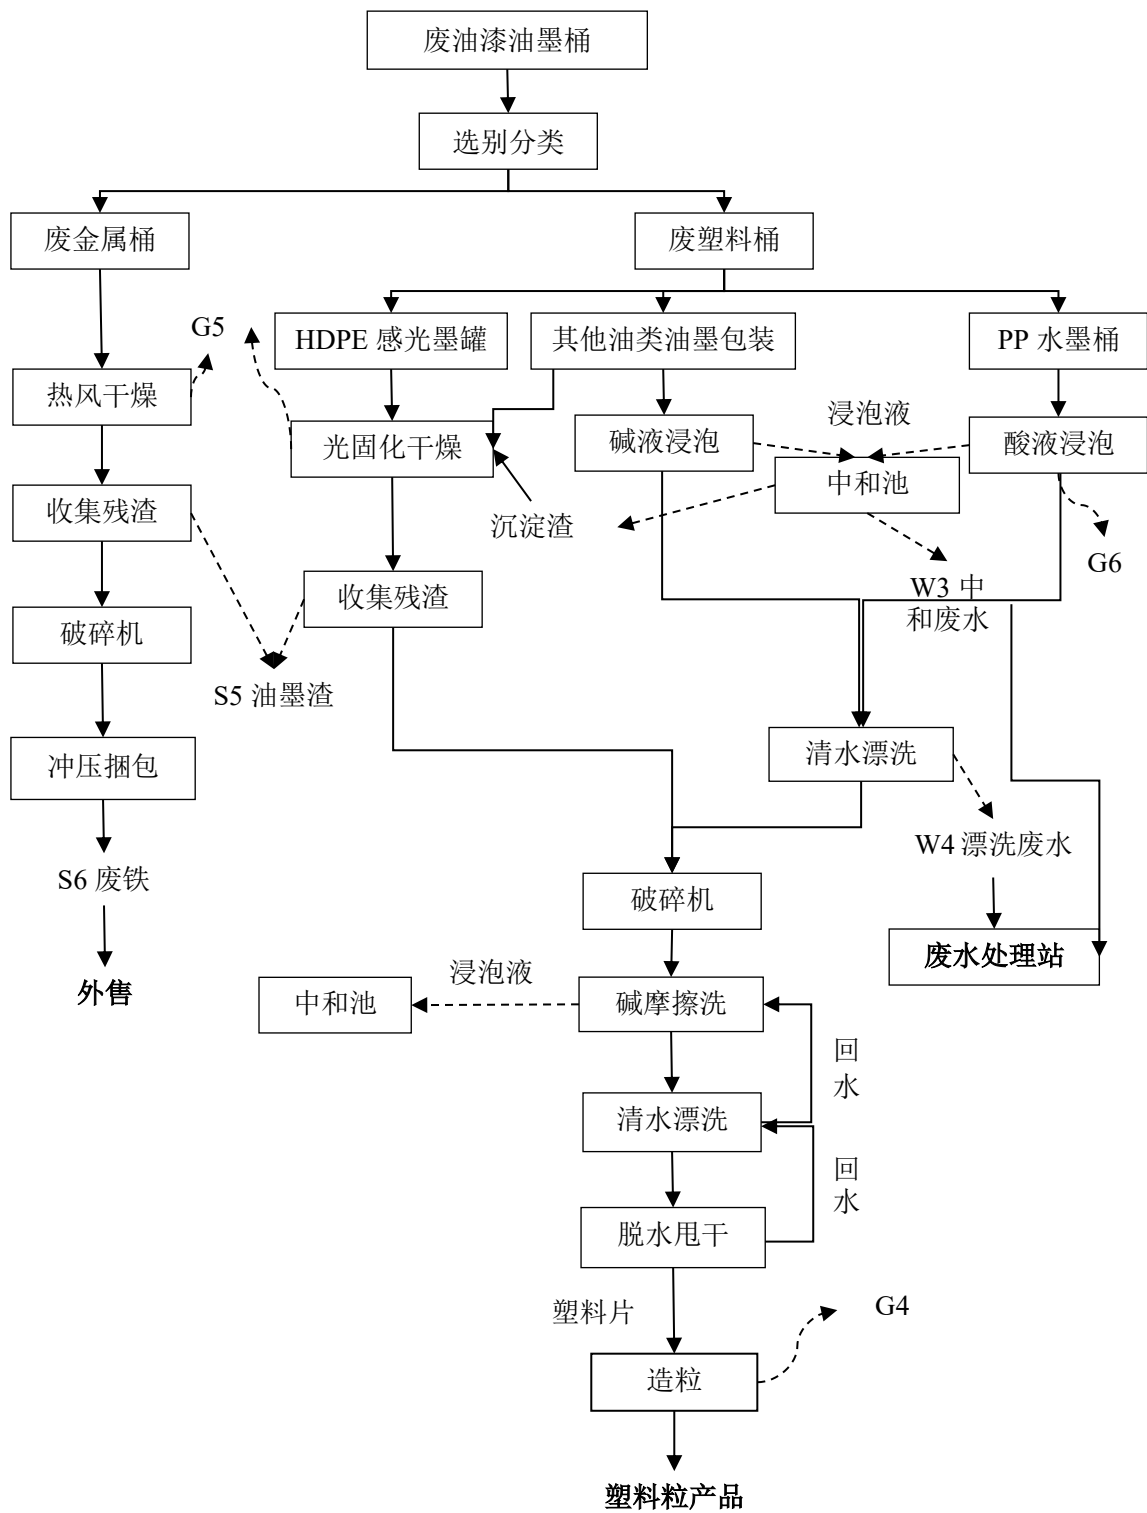 废油漆油墨桶
选别分类
废金属桶
废塑料桶
G5
HDPE 感光墨罐
其他油类油墨包装
PP 水墨桶
热风干燥
光固化干燥
碱液浸泡
浸泡液
酸液浸泡
中和池
收集残渣
沉淀渣
G6
收集残渣
W3 中
和废水
破碎机
S5 油墨渣
冲压捆包
清水漂洗
S6 废铁
W4 漂洗废水
破碎机
外售
废水处理站
浸泡液
中和池
碱摩擦洗
回
水
清水漂洗
回
水
脱水甩干
塑料片
G4
造粒
塑料粒产品